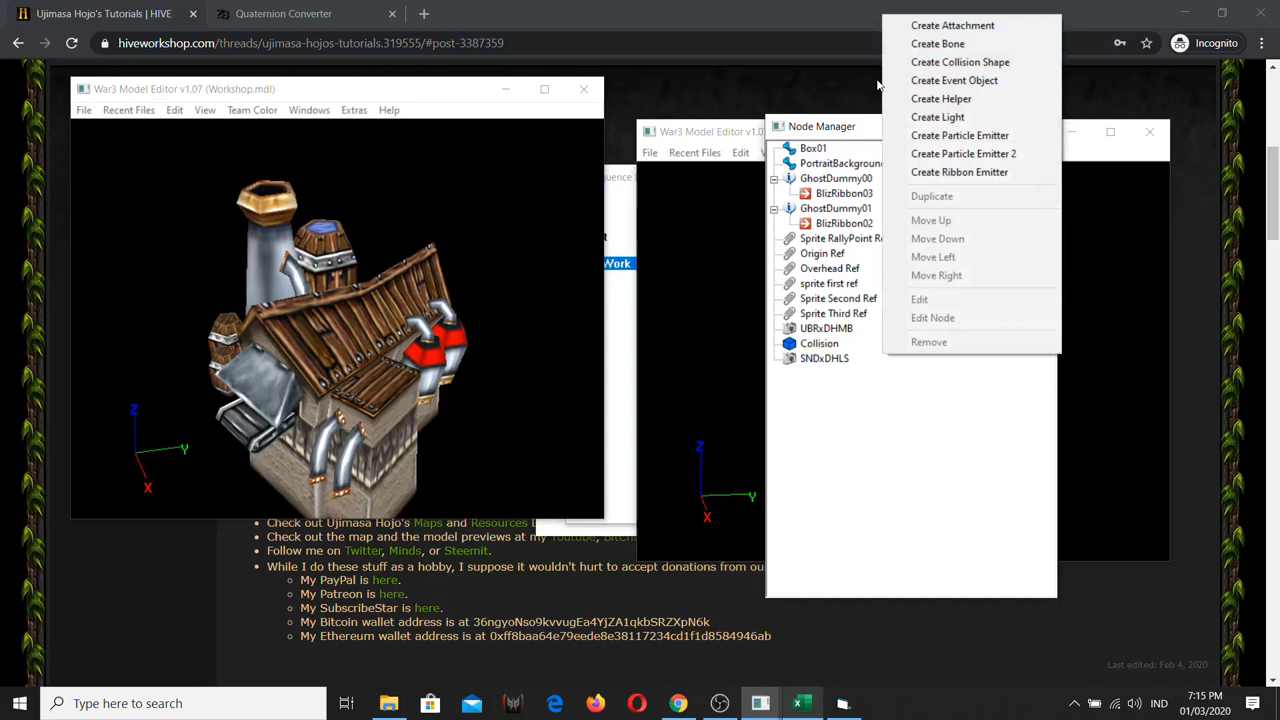 Ujimasa Hojo's Tutorials | HIVE
Quaternion Converter
hiveworkshop.com/threads/ujimasa-hojos-tutorials.319555/#post-3387359
Incognito
War3 Model Editor v1.07 (Workshop.mdl)
File Recent Files Edit View Team Color Windows Extras Help
Z
Y
X
Work
War3 Model Editor v1.0
File Recent Files Edit
Z
Y
X
Node Manager
Box01
PortraitBackgroun
GhostDummy00
BlizRibbon03
GhostDummy01
BlizRibbon02
Sprite RallyPoint Re
Origin Ref
Overhead Ref
sprite first ref
Sprite Second Ref
Sprite Third Ref
UBRxDHMB
Collision
SNDxDHLS
Create Attachment
Create Bone
Create Collision Shape
Create Event Object
Create Helper
Create Light
Create Particle Emitter
Create Particle Emitter 2
Create Ribbon Emitter
Duplicate
Move Up
Move Down
Move Left
Move Right
Edit
Edit Node
Remove
Check out Ujimasa Hojo's Maps and Resources
Check out the map and the model previews at my Youtube,
Follow me on Twitter, Minds, or Steemit.
While I do these stuff as a hobby, I suppose it wouldn't hurt to accept donations from ou
My PayPal is here.
My Patreon is here.
My SubscribeStar is here.
My Bitcoin wallet address is at 36ngyoNso9kvvugEa4YjZA1qkbSRZXpN6k
My Ethereum wallet address is at 0xff8baa64e79eede8e38117234cd1f1d8584946ab
Last edited: Feb 4, 2020
Type here to search
IND
7:15 PM
01/03/2020